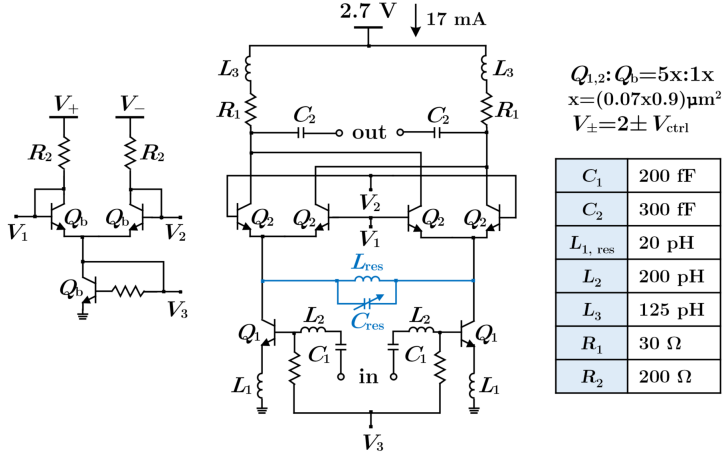 2.7 V
17 mA
L3
L3
R1
R1
C2
C2
out
V+
V−
R2
R2
Qb
Qb
V1
V2
Qb
V3
Q2
Q2
V2
V1
Q2
Q2
Lres
Cres
L2
L2
Q1
Q1
C1
C1
L1
in
L1
V3
Q1,2:Qb=5x:1x
x=(0.07x0.9)μm²
V±=2± Vctrl
C1 200 fF
C2 300 fF
L1, res 20 pH
L2 200 pH
L3 125 pH
R1 30 Ω
R2 200 Ω